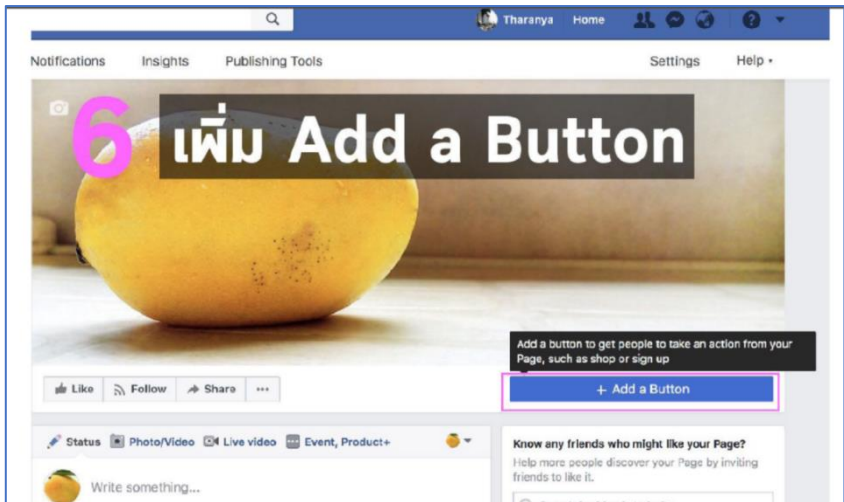 Tharanya Home
Notifications Insights Publishing Tools Settings Help
6 เพิ่ม Add a Button
Add a button to get people to take an action from your
Page, such as shop or sign up
Like Follow Share ...
+ Add a Button
Status Photo/Video Live video Event, Product+
Know any friends who might like your Page?
Help more people discover your Page by inviting
friends to like it.
Write something...